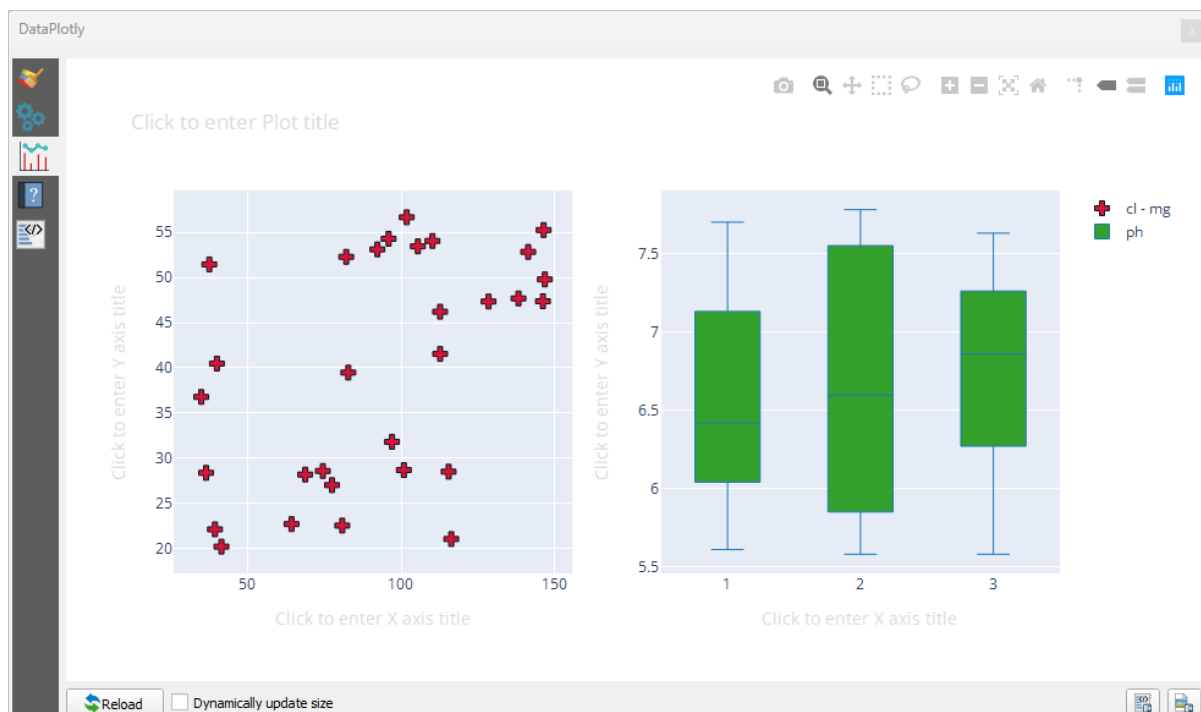 DataPlotly
x
Click to enter Plot title
Click to enter Y axis title
55
50
45
40
35
30
25
20
50 100 150
Click to enter X axis title
Click to enter Y axis title
7.5
7
6.5
6
5.5
1 2 3
Click to enter X axis title
cl - mg
ph
?
</>
Reload
Dynamically update size